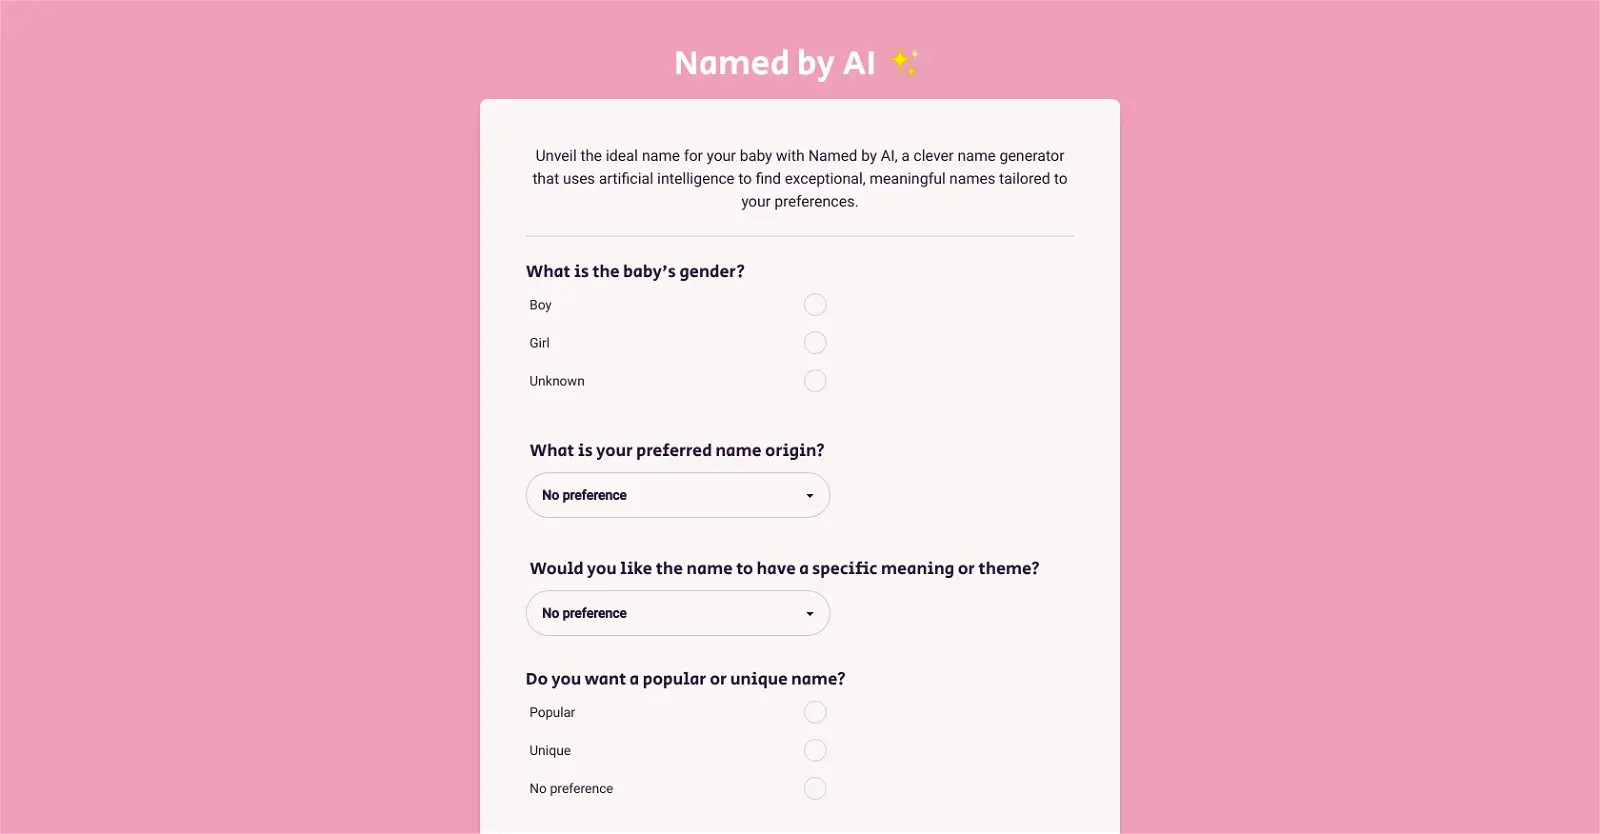 Named by AI ✨
Unveil the ideal name for your baby with Named by AI, a clever name generator
that uses artificial intelligence to find exceptional, meaningful names tailored to
your preferences.
What is the baby’s gender?
Boy
Girl
Unknown
What is your preferred name origin?
No preference
Would you like the name to have a specific meaning or theme?
No preference
Do you want a popular or unique name?
Popular
Unique
No preference